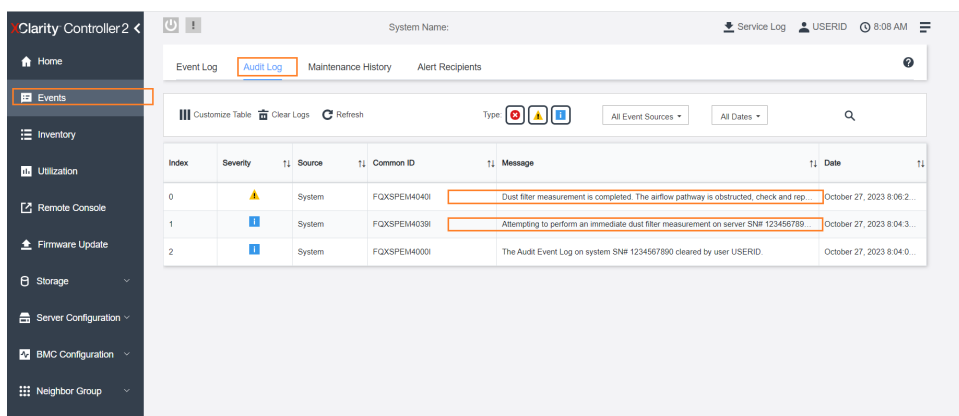 XClarity Controller 2
System Name:
Service Log
USERID
8:08 AM
Home
Events
Inventory
Utilization
Remote Console
Firmware Update
Storage
Server Configuration
BMC Configuration
Neighbor Group
Event Log
Audit Log
Maintenance History
Alert Recipients
Customize Table
Clear Logs
Refresh
Type:
All Event Sources
All Dates
Index Severity Source Common ID Message Date
0 System FQXSPEM4040I Dust filter measurement is completed. The airflow pathway is obstructed, check and rep... October 27, 2023 8:06:2...
1 System FQXSPEM4039I Attempting to perform an immediate dust filter measurement on server SN# 123456789... October 27, 2023 8:04:3...
2 System FQXSPEM4000I The Audit Event Log on system SN# 1234567890 cleared by user USERID. October 27, 2023 8:04:0...